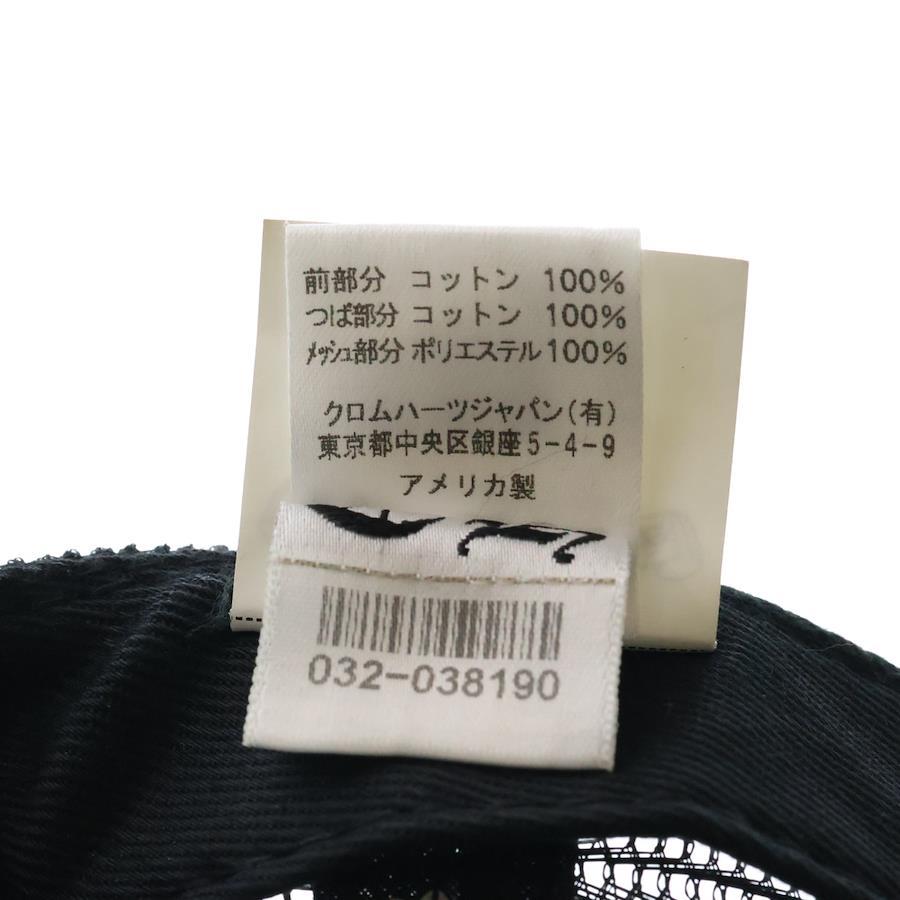 前部分 コットン 100%
つば部分 コットン 100%
メッシュ部分 ポリエステル 100%
クロムハーツジャパン(有)
東京都中央区銀座5-4-9
アメリカ製
032-038190